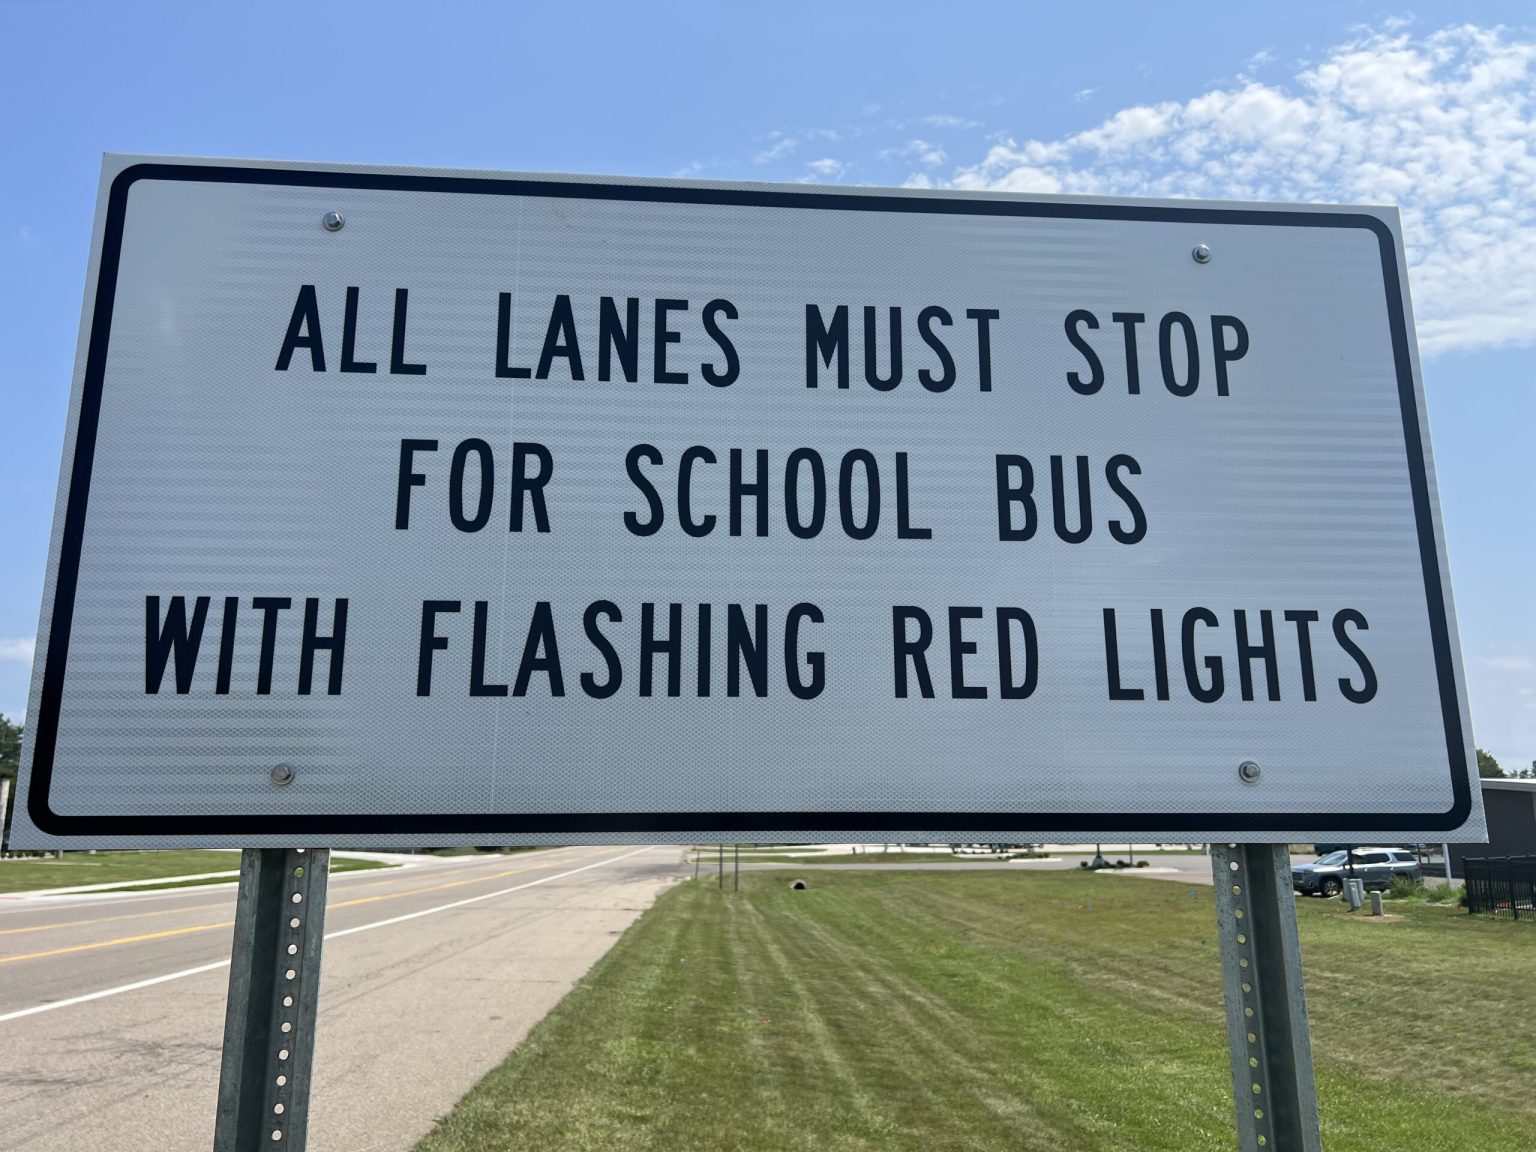 ALL LANES MUST STOP
FOR SCHOOL BUS
WITH FLASHING RED LIGHTS